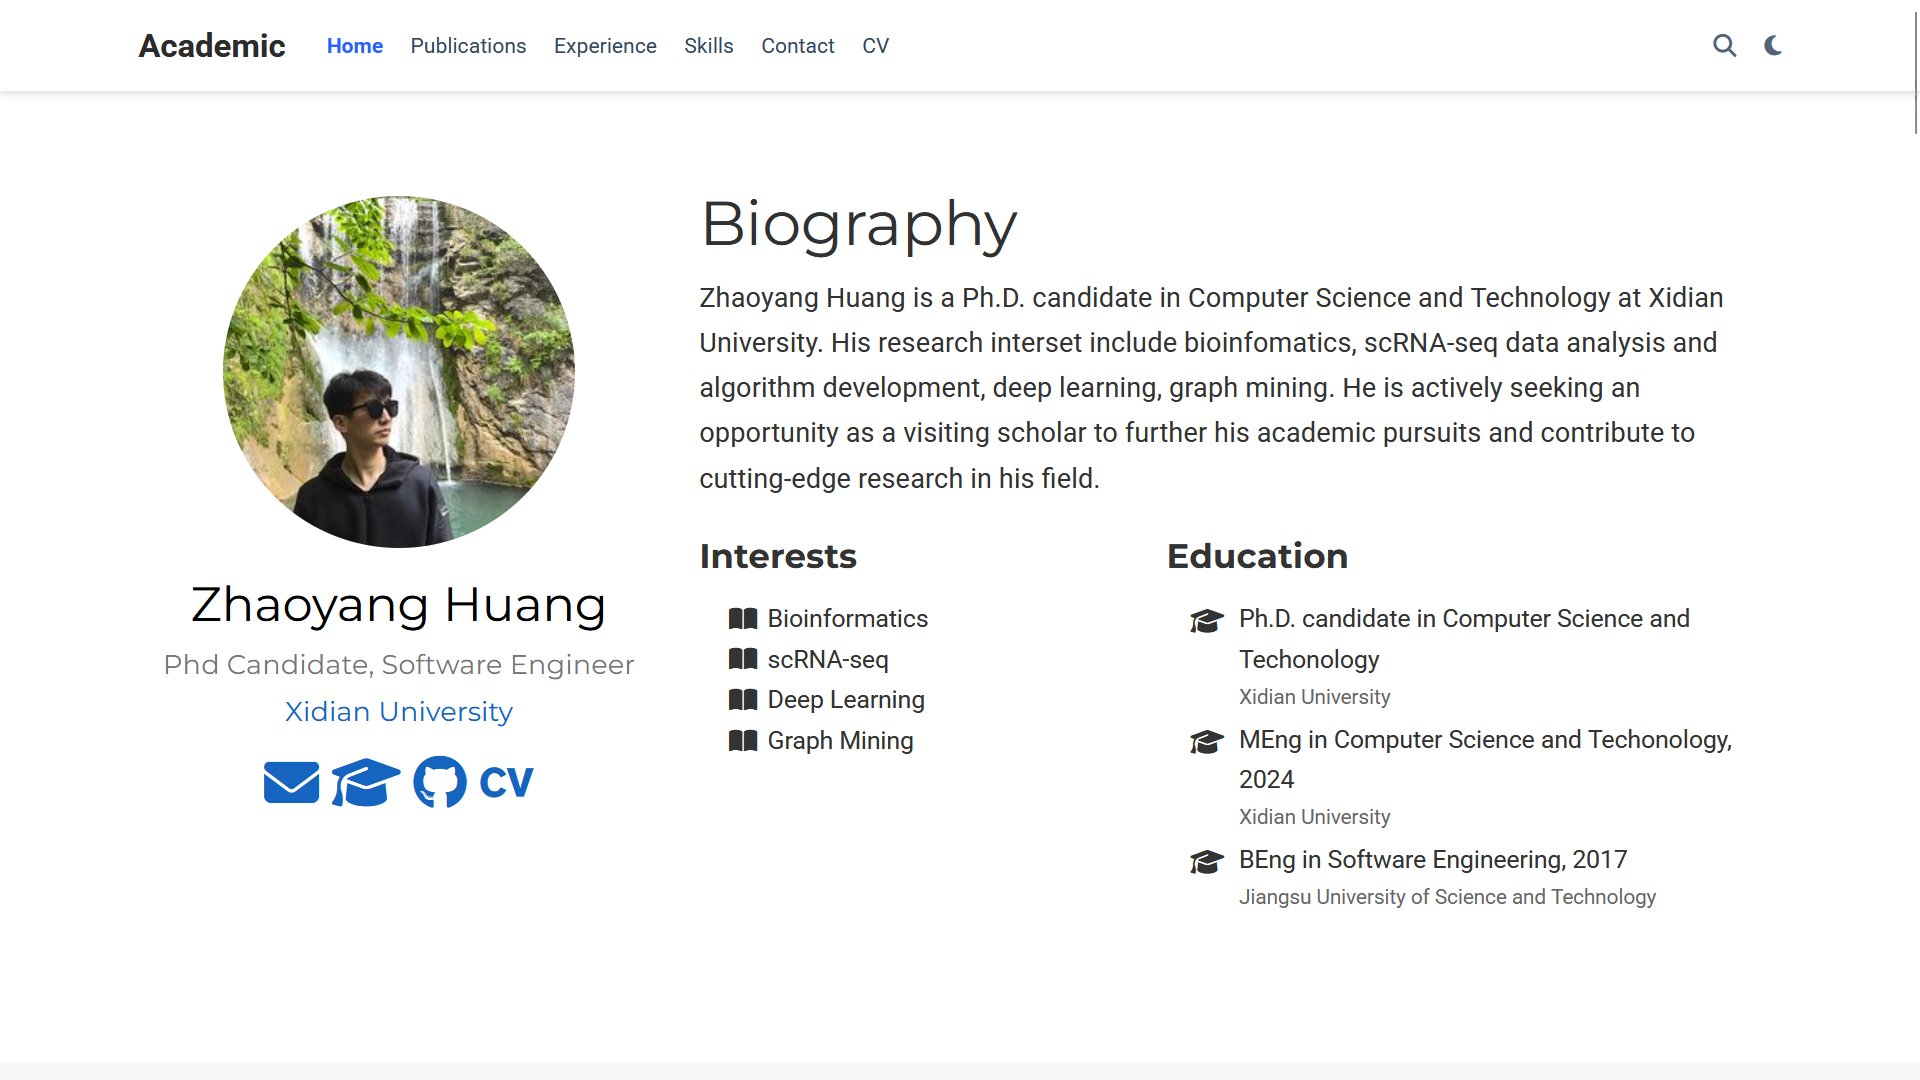 Academic Home Publications Experience Skills Contact CV
Biography
Zhaoyang Huang is a Ph.D. candidate in Computer Science and Technology at Xidian
University. His research interset include bioinfomatics, scRNA-seq data analysis and
algorithm development, deep learning, graph mining. He is actively seeking an
opportunity as a visiting scholar to further his academic pursuits and contribute to
cutting-edge research in his field.
Zhaoyang Huang
Phd Candidate, Software Engineer
Xidian University
CV
Interests
Bioinformatics
scRNA-seq
Deep Learning
Graph Mining
Education
Ph.D. candidate in Computer Science and
Techonology
Xidian University
MEng in Computer Science and Techonology,
2024
Xidian University
BEng in Software Engineering, 2017
Jiangsu University of Science and Technology